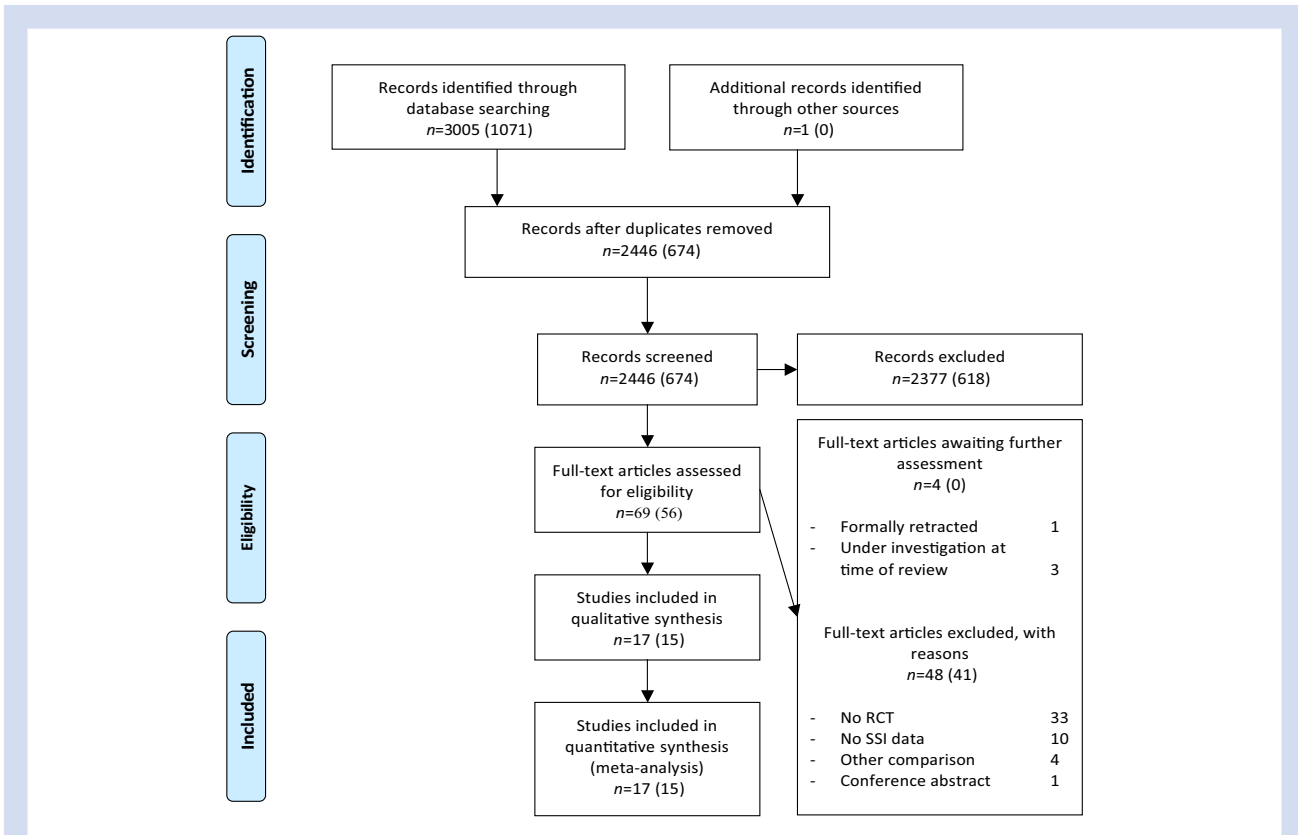 Identification
Records identified through
database searching
n=3005 (1071)
Additional records identified
through other sources
n=1 (0)
Records after duplicates removed
n=2446 (674)
Screening
Records screened
n=2446 (674)
Records excluded
n=2377 (618)
Eligibility
Full-text articles assessed
for eligibility
n=69 (56)
Full-text articles awaiting further
assessment
n=4 (0)
- Formally retracted 1
- Under investigation at
time of review 3
Full-text articles excluded, with
reasons
n=48 (41)
- No RCT 33
- No SSI data 10
- Other comparison 4
- Conference abstract 1
Studies included in
qualitative synthesis
n=17 (15)
Included
Studies included in
quantitative synthesis
(meta-analysis)
n=17 (15)